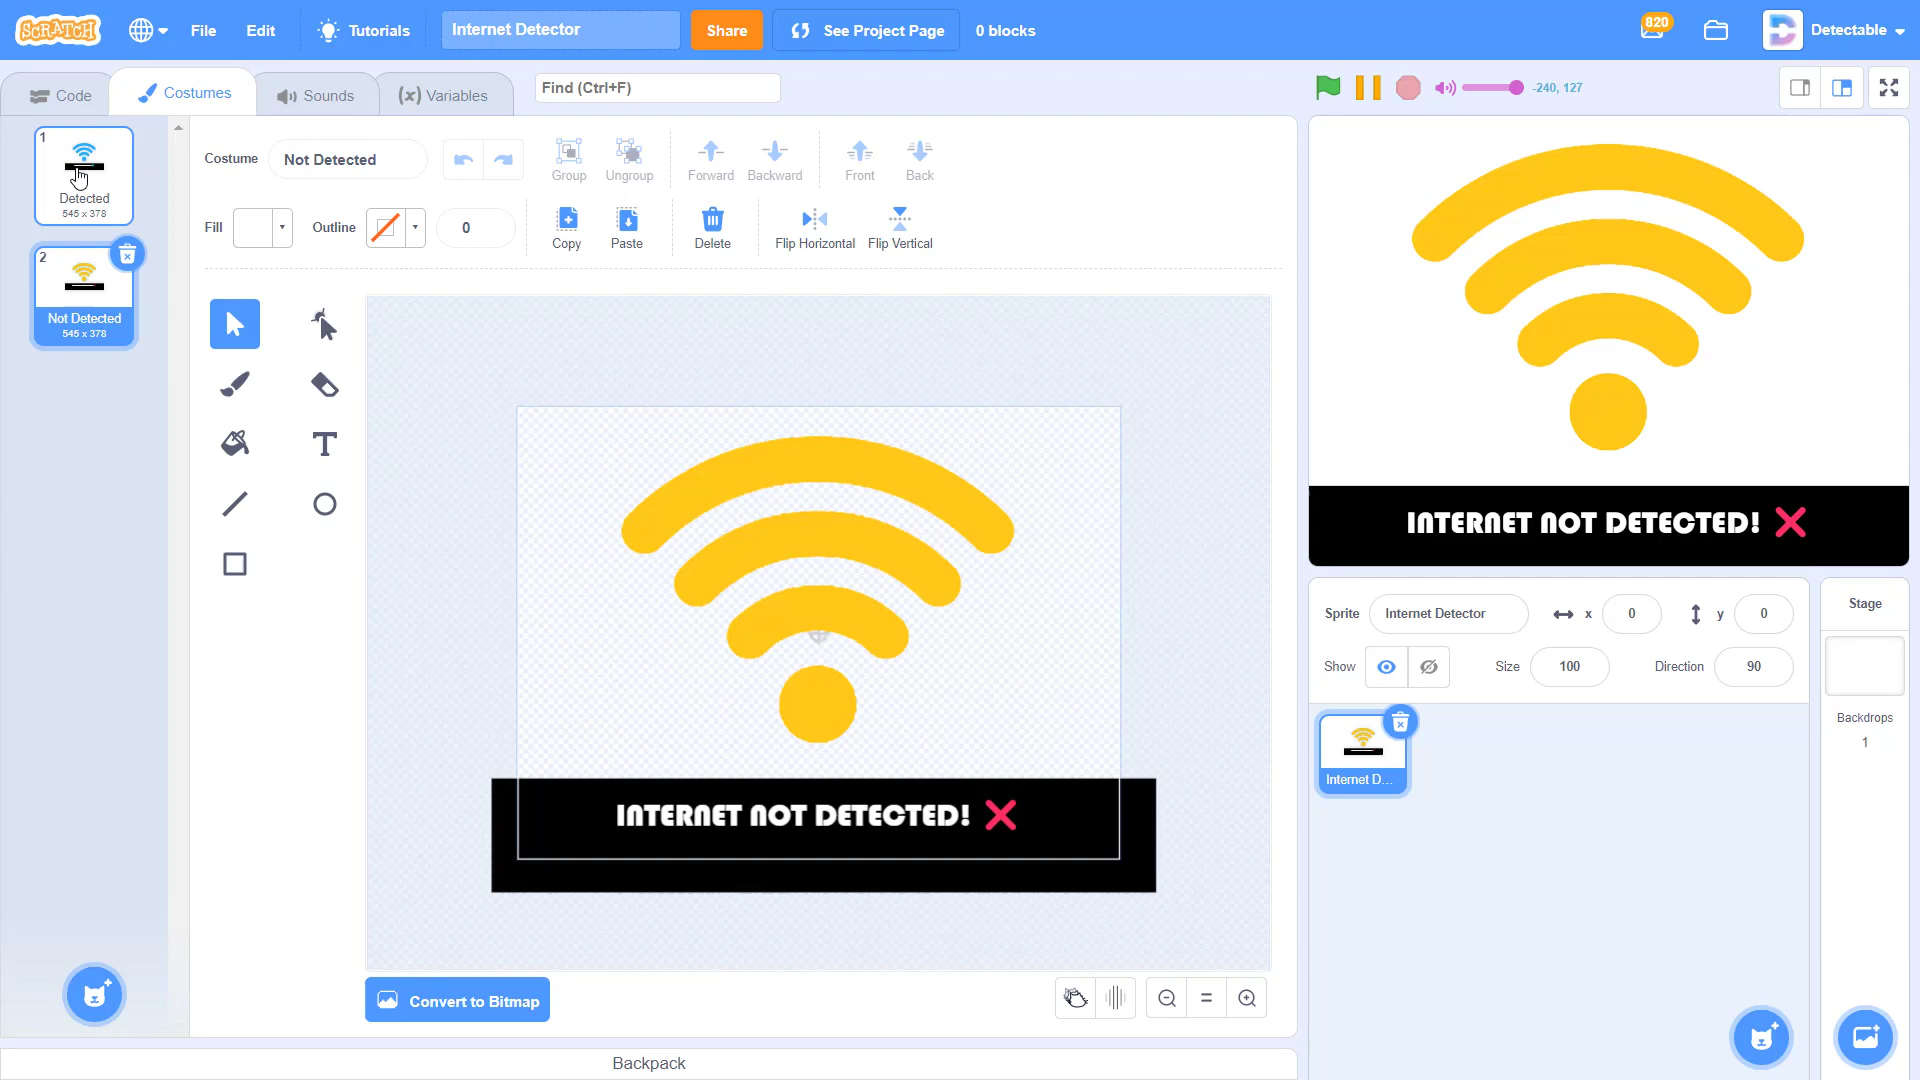 SCRATCH
File
Edit
Tutorials
Internet Detector
Share
See Project Page
0 blocks
820
Detectable
Code
Costumes
Sounds
(x) Variables
Find (Ctrl+F)
-240, 127
1
Detected
545 x 378
2
Not Detected
545 x 378
Costume
Not Detected
Group
Ungroup
Forward
Backward
Front
Back
Fill
Outline
0
Copy
Paste
Delete
Flip Horizontal
Flip Vertical
T
INTERNET NOT DETECTED! ❌
Convert to Bitmap
=
Backpack
INTERNET NOT DETECTED! ❌
Sprite
Internet Detector
x
0
y
0
Show
Size
100
Direction
90
Internet D...
Stage
Backdrops
1